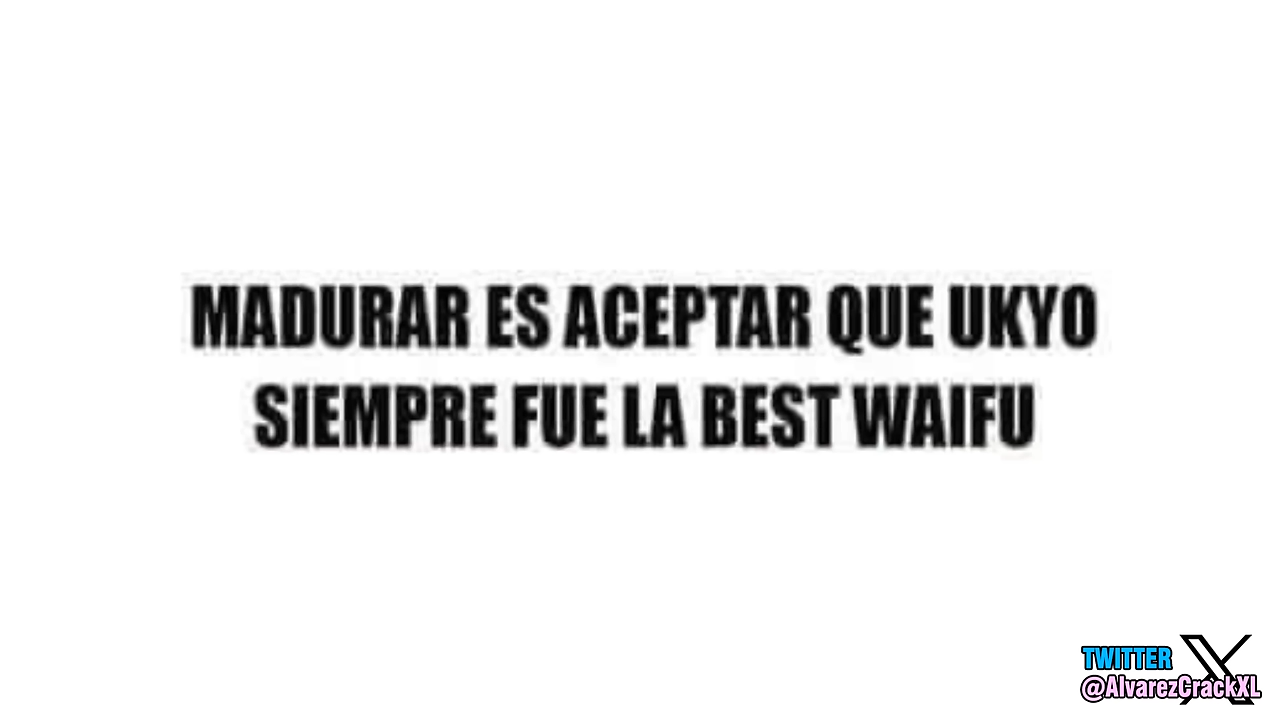 MADURAR ES ACEPTAR QUE UKYO
SIEMPRE FUE LA BEST WAIFU
TWITTER X
@AlvarezCrackXL